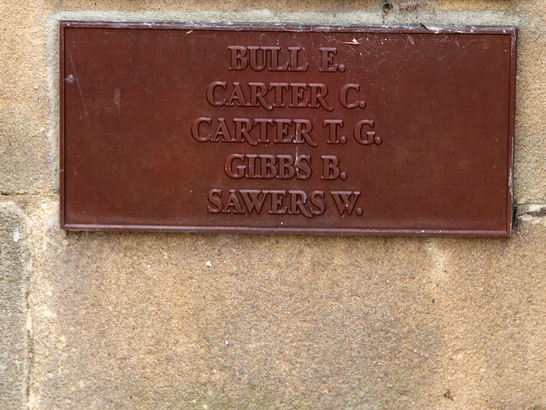 BULL E.
CARTER C.
CARTER T. G.
GIBBS B.
SAWERS W.